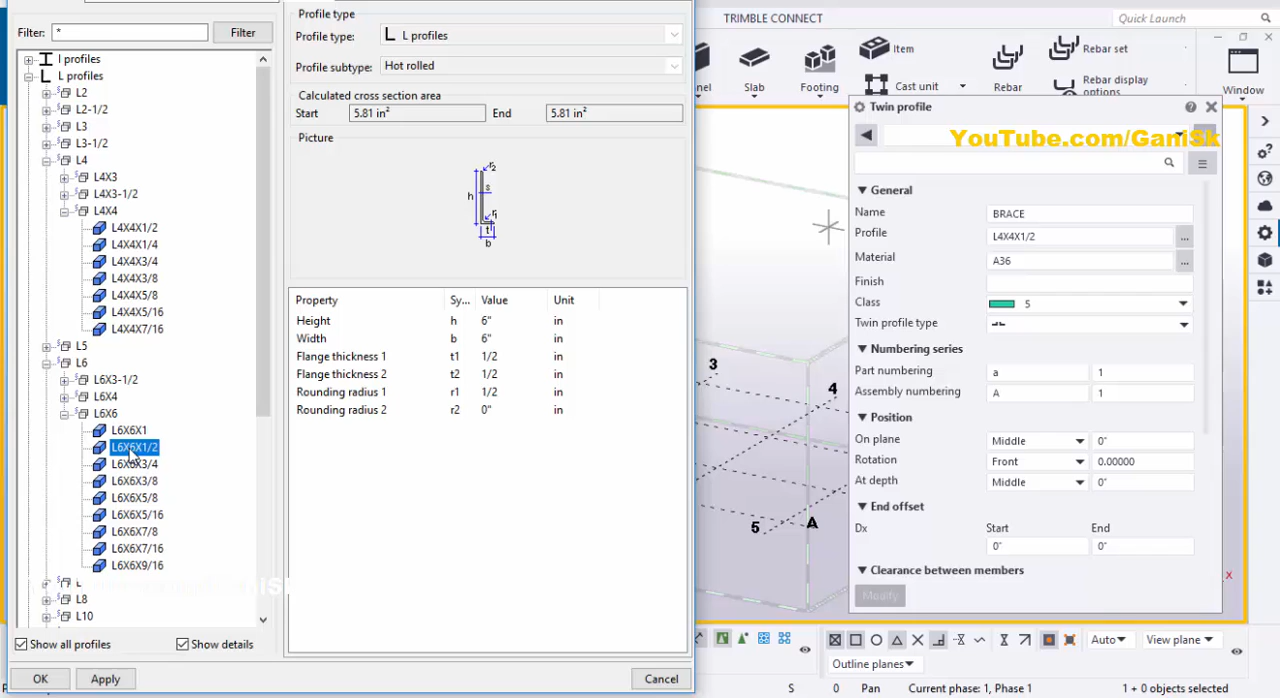 Filter: *
Filter
I profiles
L profiles
L2
L2-1/2
L3
L3-1/2
L4
L4X3
L4X3-1/2
L4X4
L4X4X1/2
L4X4X1/4
L4X4X3/4
L4X4X3/8
L4X4X5/8
L4X4X5/16
L4X4X7/16
L5
L6
L6X3-1/2
L6X4
L6X6
L6X6X1
L6X6X1/2
L6X6X3/4
L6X6X3/8
L6X6X5/8
L6X6X5/16
L6X6X7/8
L6X6X7/16
L6X6X9/16
L8
L10
Show all profiles
Show details
OK
Apply
Cancel
Profile type
Profile type: L profiles
Profile subtype: Hot rolled
Calculated cross section area
Start 5.81 in² End 5.81 in²
Picture
r2
h
s
r1
t
b
Property Sy... Value Unit
Height h 6" in
Width b 6" in
Flange thickness 1 t1 1/2 in
Flange thickness 2 t2 1/2 in
Rounding radius 1 r1 1/2 in
Rounding radius 2 r2 0" in
TRIMBLE CONNECT
Quick Launch
Slab
Footing
Item
Cast unit
Rebar
Rebar set
Rebar display
options
Window
3
4
5
A
x
Twin profile
YouTube.com/GaniSk
General
Name BRACE
Profile L4X4X1/2 ...
Material A36 ...
Finish
Class 5
Twin profile type
Numbering series
Part numbering a 1
Assembly numbering A 1
Position
On plane Middle 0"
Rotation Front 0.00000
At depth Middle 0"
End offset
Dx Start End
0" 0"
Clearance between members
Modify
Auto
View plane
Outline planes
S 0 Pan Current phase: 1, Phase 1 1 + 0 objects selected